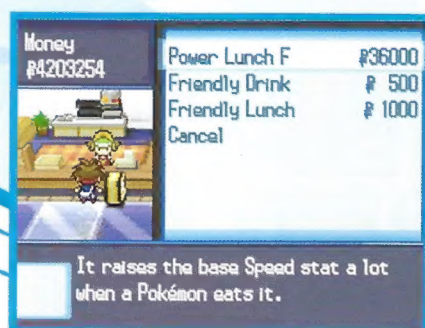 Money
₽4203254
Power Lunch F ₽36000
Friendly Drink ₽ 500
Friendly Lunch ₽ 1000
Cancel
It raises the base Speed stat a lot
when a Pokémon eats it.